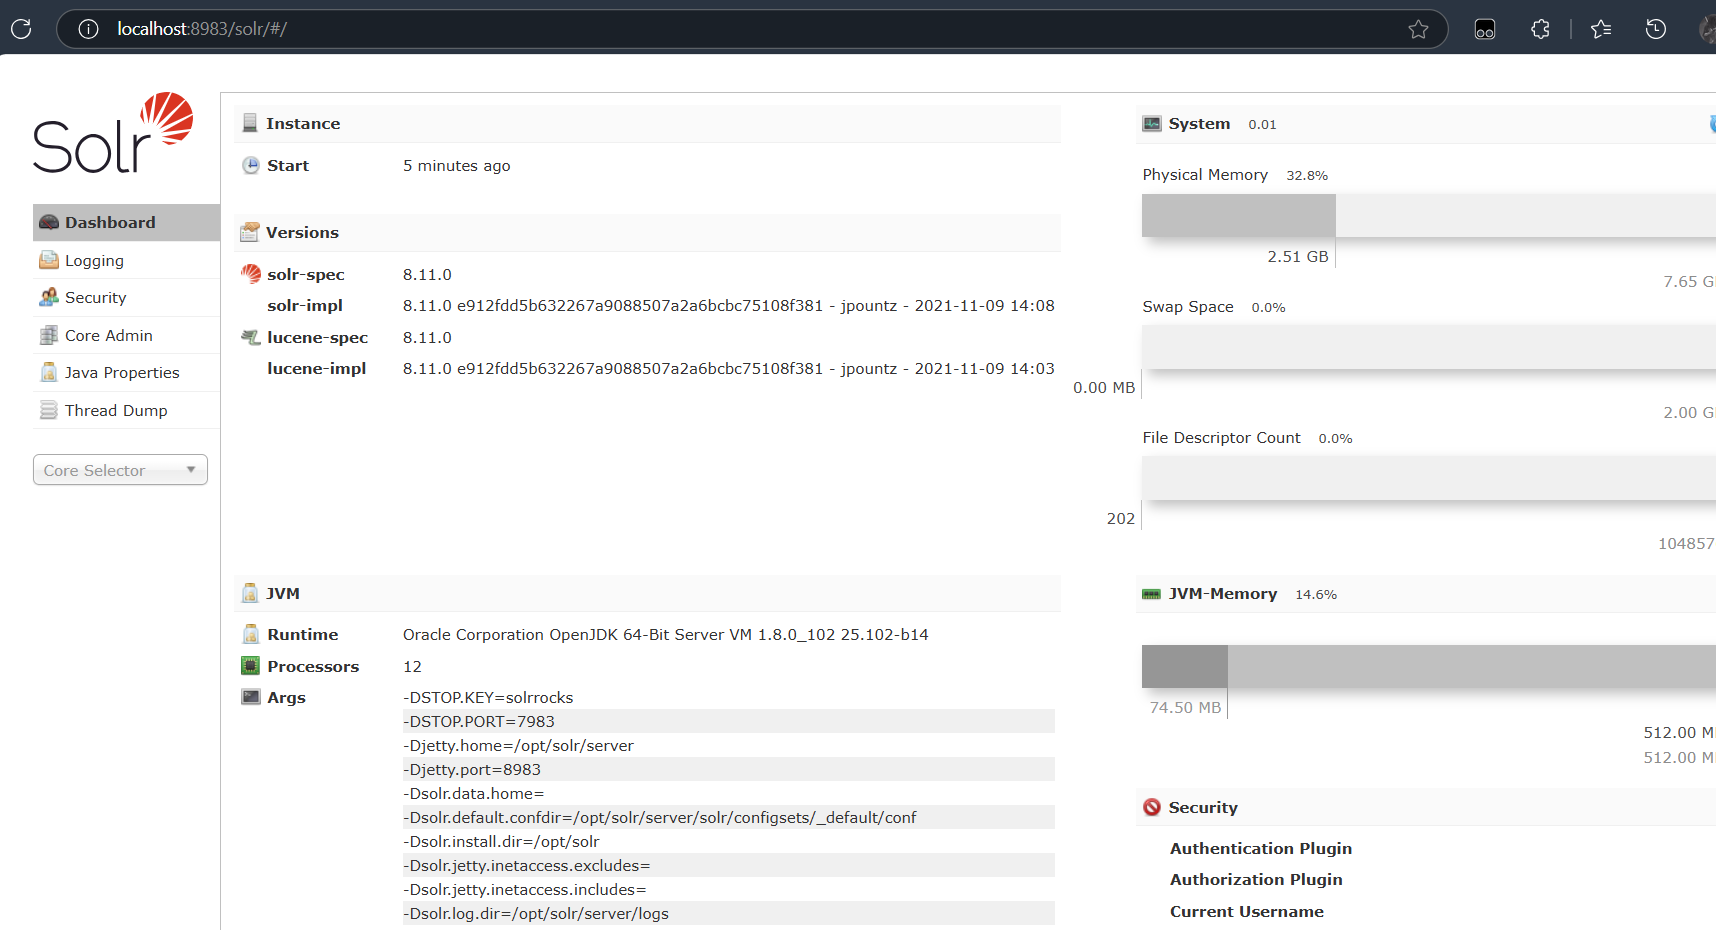 localhost:8983/solr/#/
Solr
Dashboard
Logging
Security
Core Admin
Java Properties
Thread Dump
Core Selector
Instance
Start 5 minutes ago
Versions
solr-spec 8.11.0
solr-impl 8.11.0 e912fdd5b632267a9088507a2a6bcbc75108f381 - jpountz - 2021-11-09 14:08
lucene-spec 8.11.0
lucene-impl 8.11.0 e912fdd5b632267a9088507a2a6bcbc75108f381 - jpountz - 2021-11-09 14:03
JVM
Runtime Oracle Corporation OpenJDK 64-Bit Server VM 1.8.0_102 25.102-b14
Processors 12
Args -DSTOP.KEY=solrrocks
-DSTOP.PORT=7983
-Djetty.home=/opt/solr/server
-Djetty.port=8983
-Dsolr.data.home=
-Dsolr.default.confdir=/opt/solr/server/solr/configsets/_default/conf
-Dsolr.install.dir=/opt/solr
-Dsolr.jetty.inetaccess.excludes=
-Dsolr.jetty.inetaccess.includes=
-Dsolr.log.dir=/opt/solr/server/logs
System 0.01
Physical Memory 32.8%
2.51 GB
7.65 G
Swap Space 0.0%
0.00 MB
2.00 G
File Descriptor Count 0.0%
202
104857
JVM-Memory 14.6%
74.50 MB
512.00 M
512.00 M
Security
Authentication Plugin
Authorization Plugin
Current Username